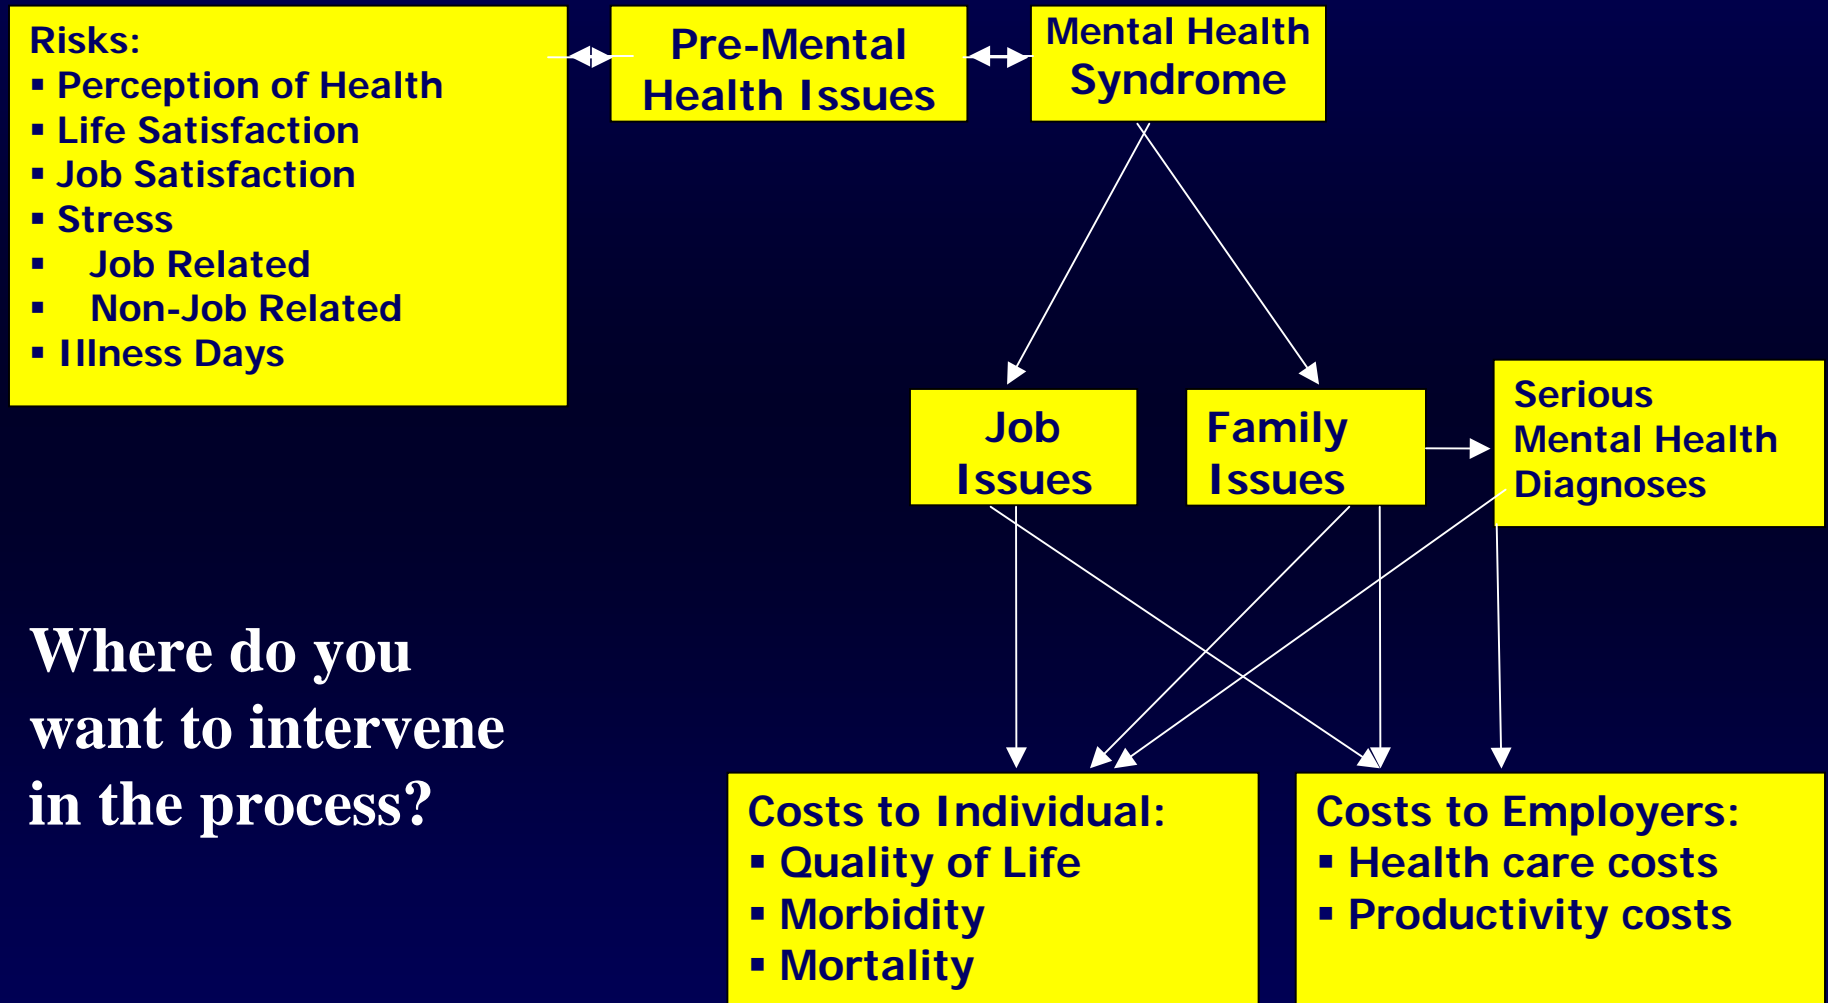 Risks:
▪ Perception of Health
▪ Life Satisfaction
▪ Job Satisfaction
▪ Stress
▪ Job Related
▪ Non-Job Related
▪ Illness Days
Pre-Mental
Health Issues
Mental Health
Syndrome
Job
Issues
Family
Issues
Serious
Mental Health
Diagnoses
Where do you
want to intervene
in the process?
Costs to Individual:
▪ Quality of Life
▪ Morbidity
▪ Mortality
Costs to Employers:
▪ Health care costs
▪ Productivity costs